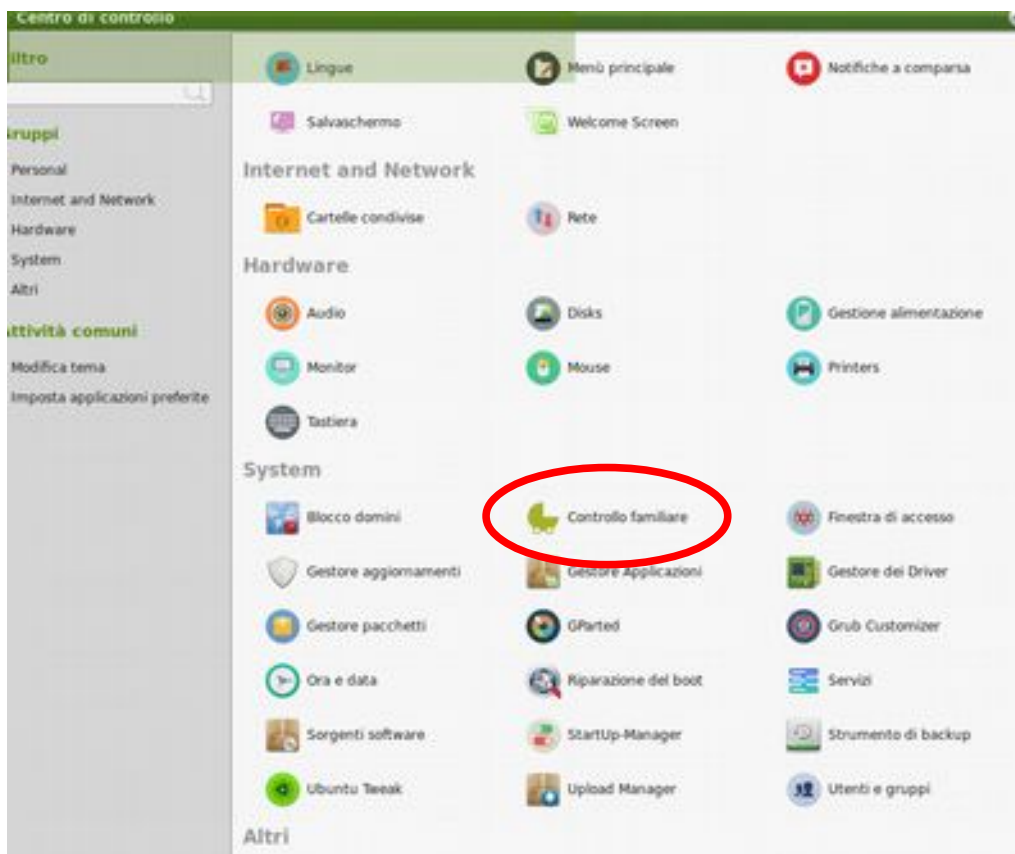 Centro di controllo
iltro
Gruppi
Personal
Internet and Network
Hardware
System
Altri
ttività comuni
Modifica tema
Imposta applicazioni preferite
Lingue
Menù principale
Notifiche a comparsa
Salvaschermo
Welcome Screen
Internet and Network
Cartelle condivise
Rete
Hardware
Audio
Disks
Gestione alimentazione
Monitor
Mouse
Printers
Tastiera
System
Blocco domini
Controllo familiare
Finestra di accesso
Gestore aggiornamenti
Gestore Applicazioni
Gestore dei Driver
Gestore pacchetti
GParted
Grub Customizer
Ora e data
Riparazione del boot
Servizi
Sorgenti software
StartUp-Manager
Strumento di backup
Ubuntu Tweak
Upload Manager
Utenti e gruppi
Altri